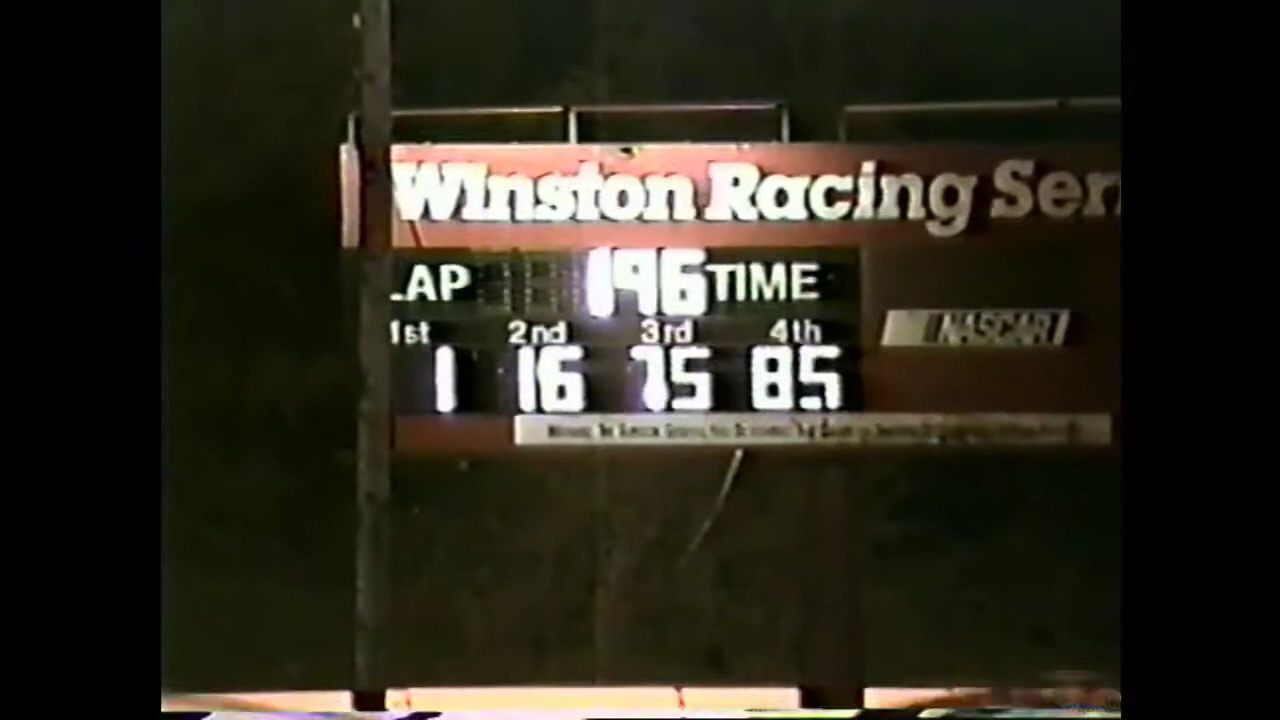 Winston Racing Ser
LAP 196 TIME
1st 2nd 3rd 4th
1 16 75 85
NASCAR